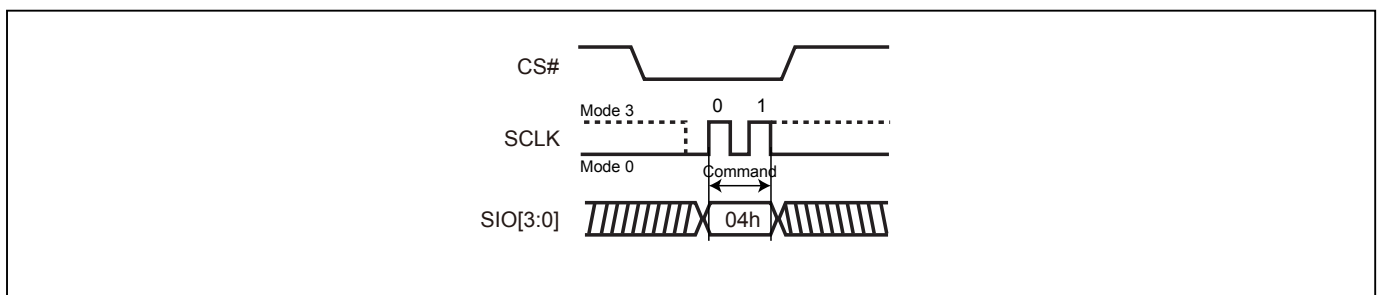 CS#
Mode 3
0 1
SCLK
Mode 0
Command
SIO[3:0]
04h